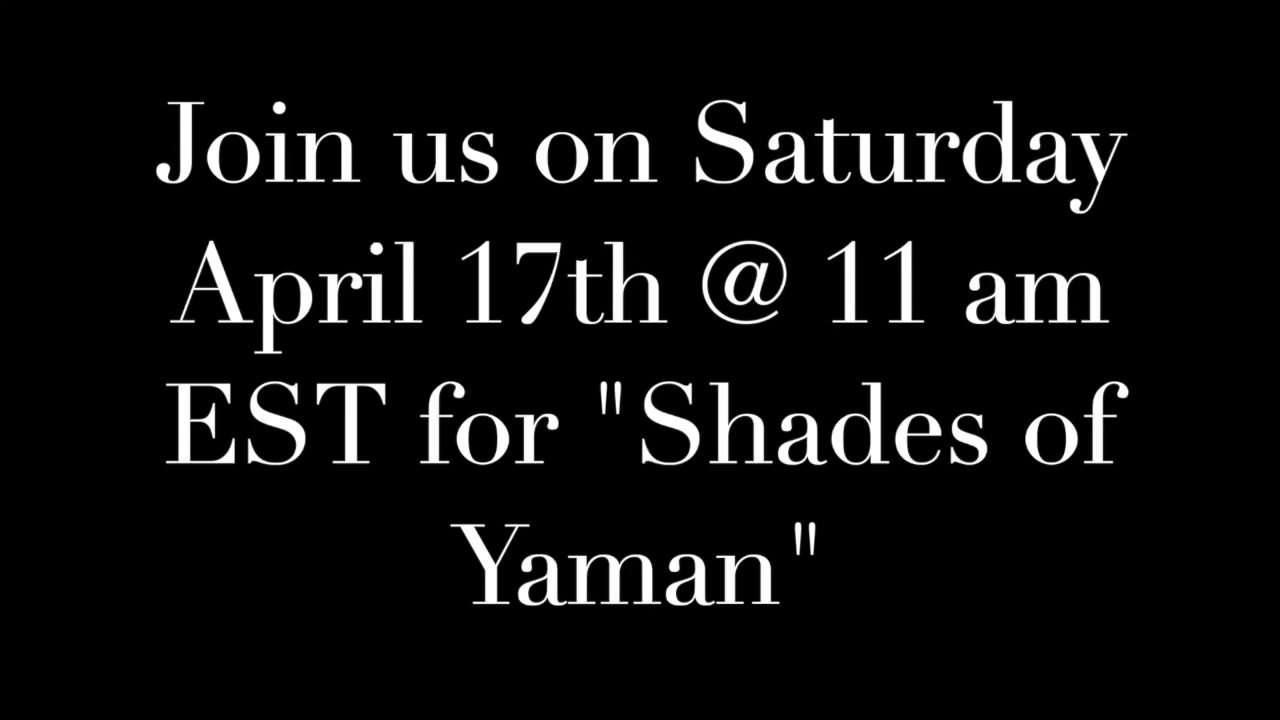 Join us on Saturday
April 17th @ 11 am
EST for "Shades of
Yaman"